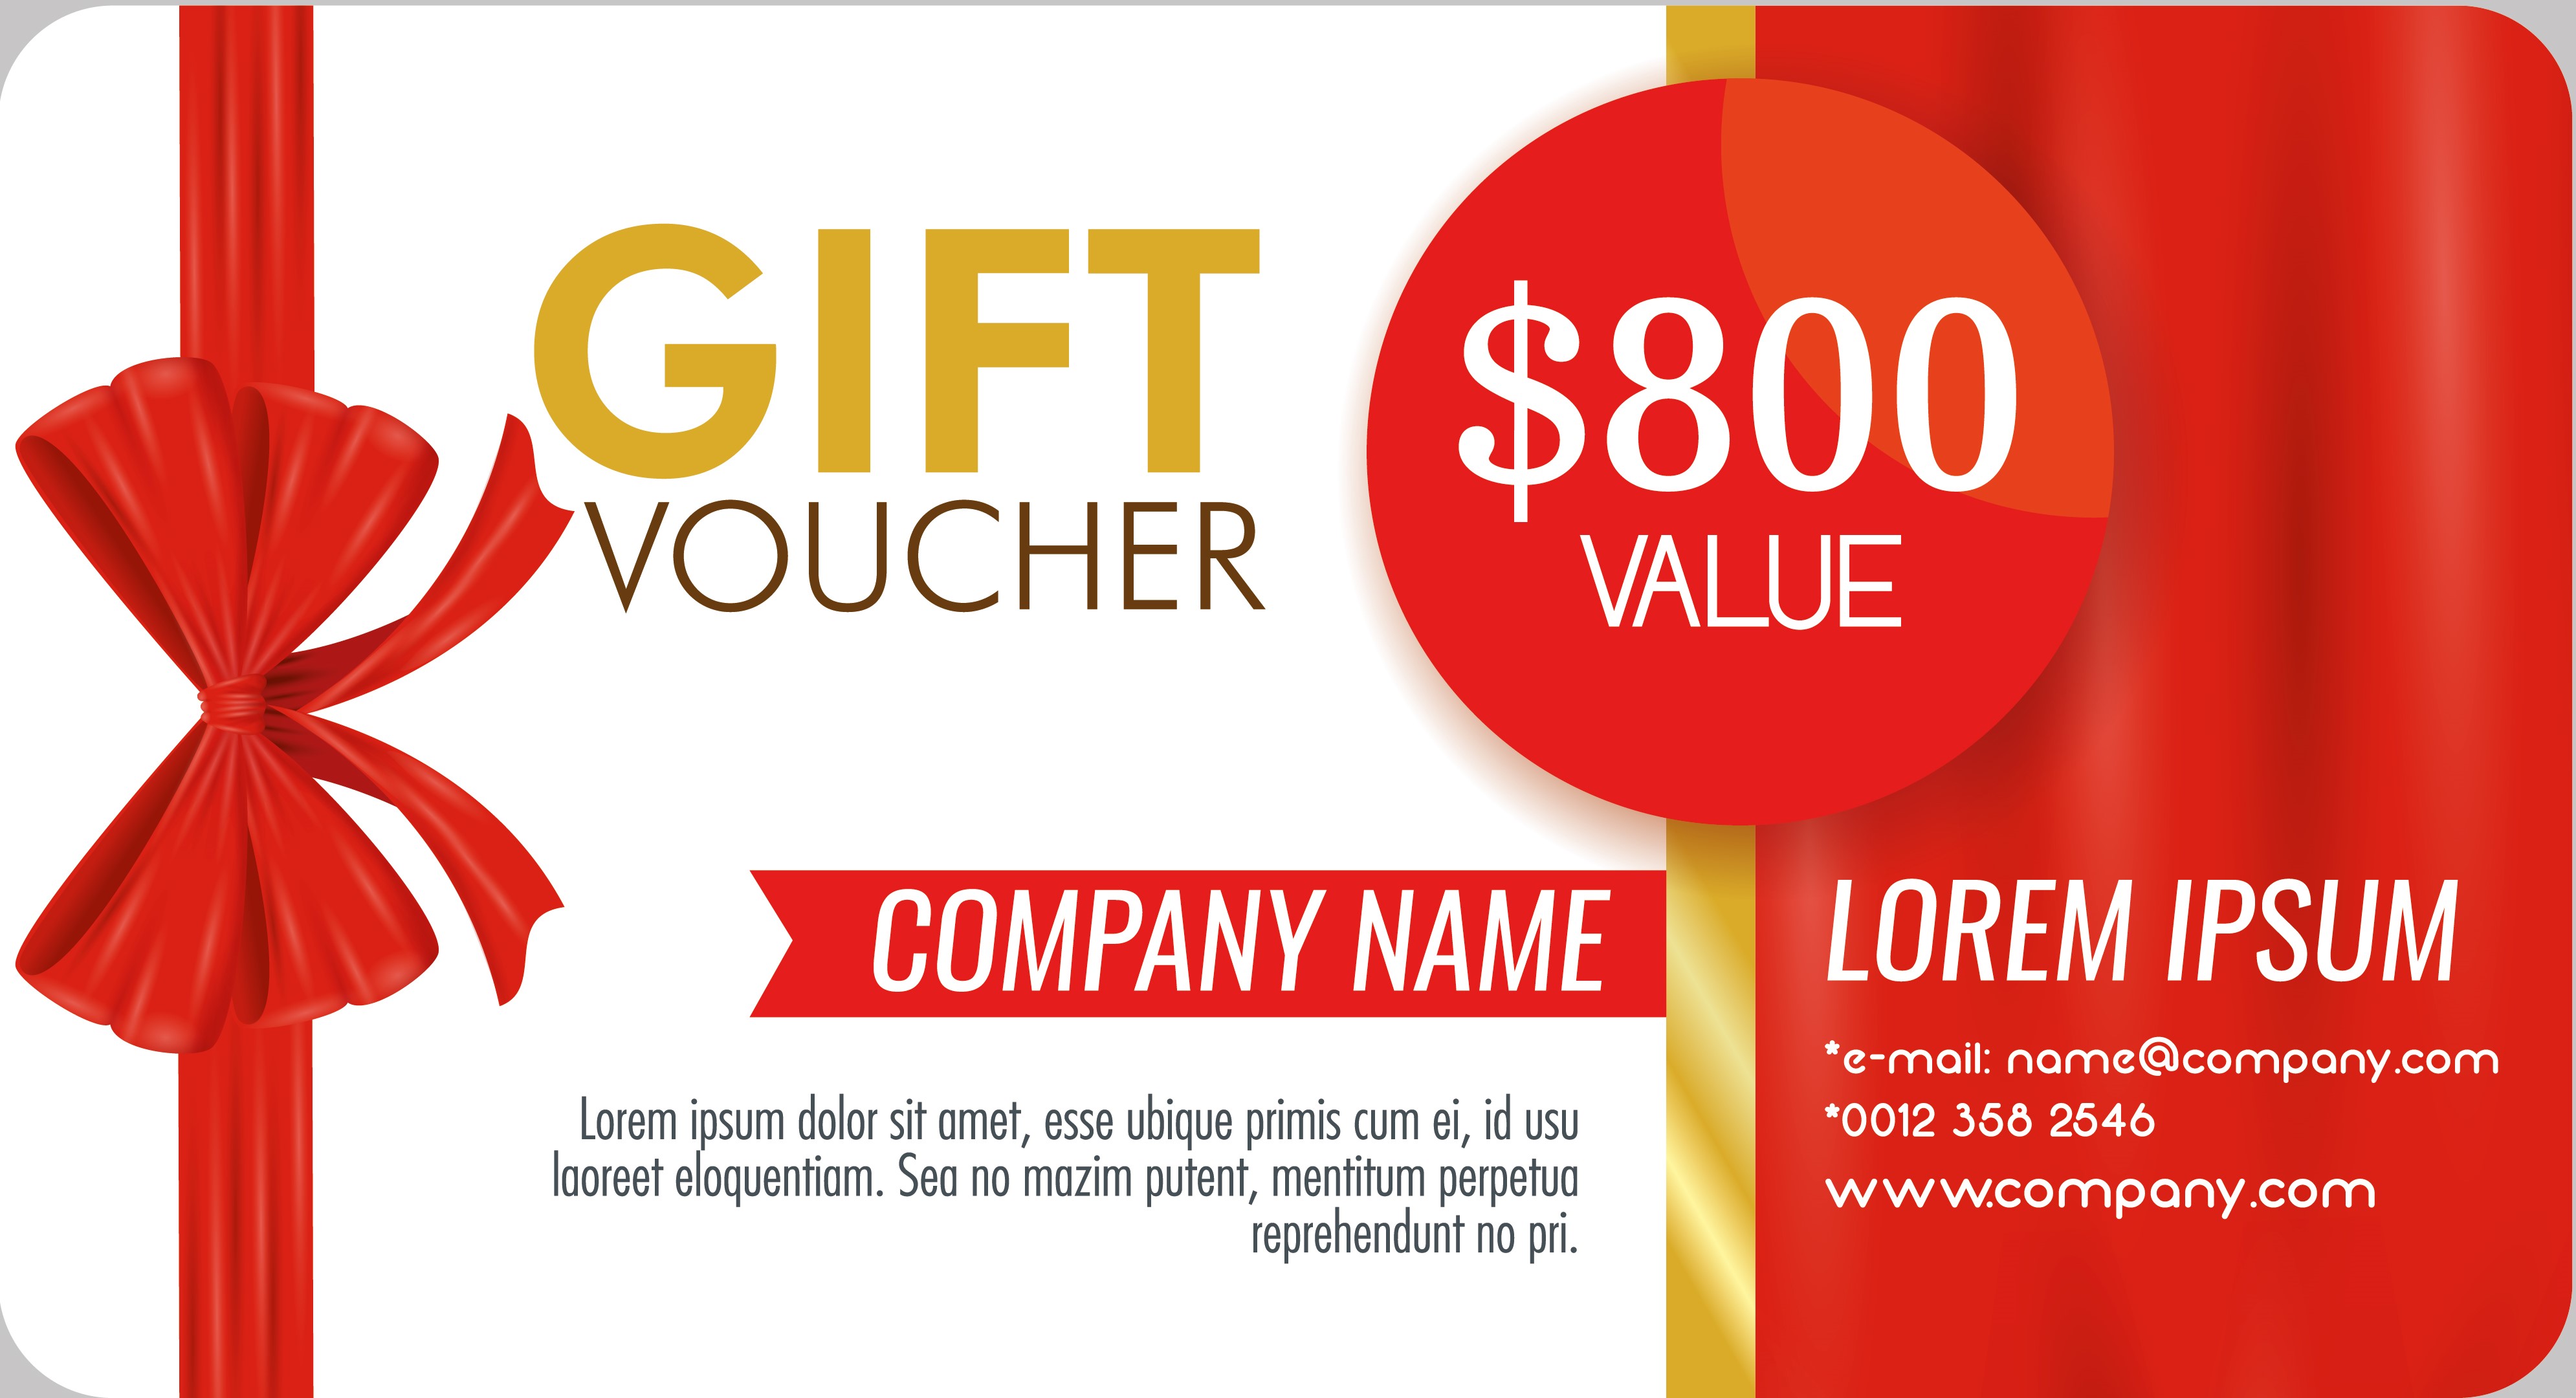 GIFT
VOUCHER
$800
VALUE
COMPANY NAME
Lorem ipsum dolor sit amet, esse ubique primis cum ei, id usu
laoreet eloquentiam. Sea no mazim putent, mentitum perpetua
reprehendunt no pri.
LOREM IPSUM
*e-mail: name@company.com
*0012 358 2546
www.company.com